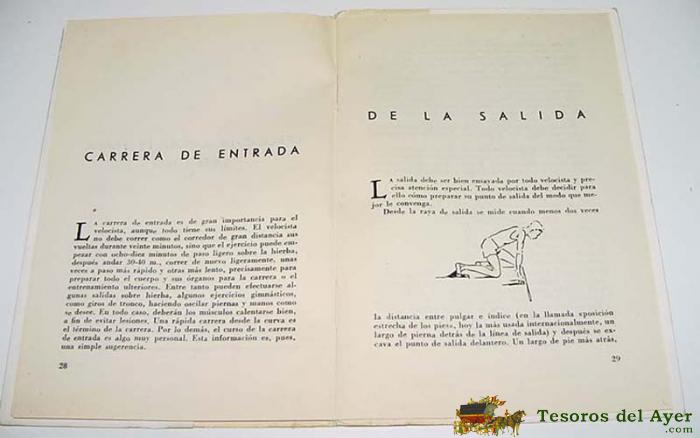 CARRERA DE ENTRADA
LA carrera de entrada es de gran importancia para el
velocista, aunque todo tiene sus límites. El velocista
no debe correr como el corredor de gran distancia sus
vueltas durante veinte minutos, sino que el ejercicio puede em-
pezar con ocho-diez minutos de paso ligero sobre la hierba,
después andar 30-40 m., correr de nuevo ligeramente, unas
veces a paso más rápido y otras más lento, precisamente para
preparar todo el cuerpo y sus órganos para la carrera o el
entrenamiento ulteriores. Entre tanto pueden efectuarse al-
gunas salidas sobre hierba, algunos ejercicios gimnásticos,
como giros de tronco, haciendo oscilar piernas y manos como
se desee. En todo caso, deberán los músculos calentarse bien,
a fin de evitar lesiones. Una rápida carrera desde la curva es
el término de la carrera. Por lo demás, el curso de la carrera
de entrada es algo muy personal. Esta información es, pues,
una simple sugerencia.
28
DE LA SALIDA
LA salida debe ser bien ensayada por todo velocista y pre-
cisa atención especial. Todo velocista debe decidir para
ello cómo preparar su punto de salida del modo que me-
jor le convenga.
Desde la raya de salida se mide cuando menos dos veces
la distancia entre pulgar e índice (en la llamada «posición
estrecha de los pies», hoy la más usada internacionalmente, un
largo de pierna detrás de la línea de salida) y después se ex-
cava el punto de salida delantero. Un largo de pie más atrás,
29
Tesoros del Ayer
.com